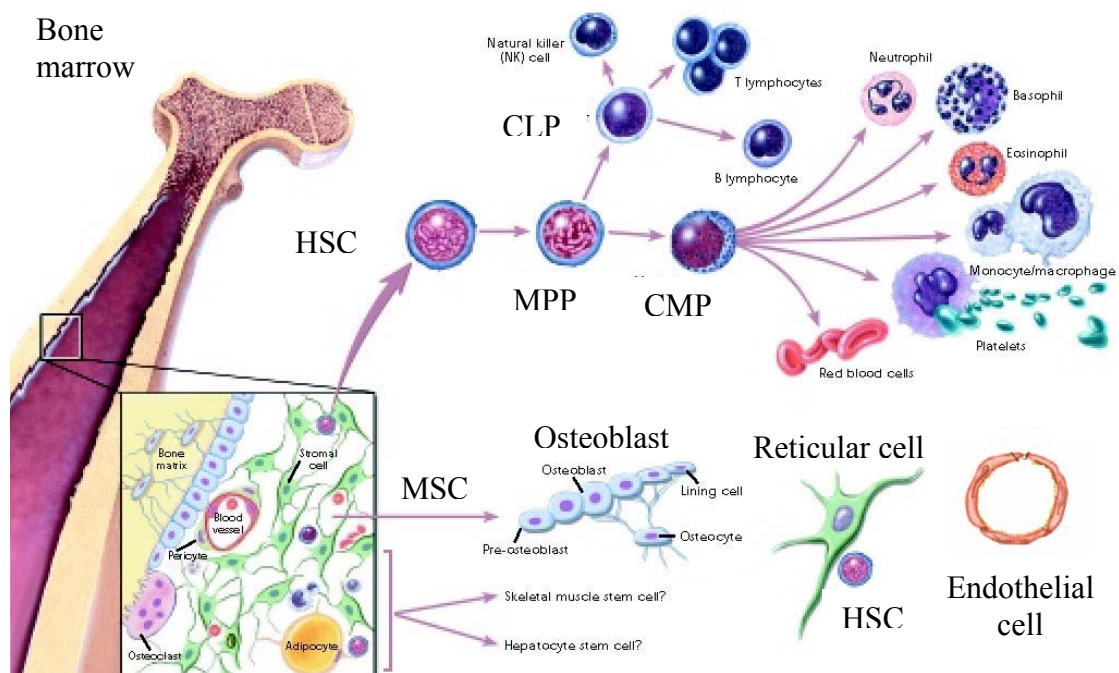 Bone
marrow
Natural killer
(NK) cell
T lymphocytes
CLP
B lymphocyte
Neutrophil
Basophil
Eosinophil
HSC
MPP
CMP
Monocyte/macrophage
Platelets
Red blood cells
Bone
matrix
Stromal
cell
Blood
vessel
Pericyte
Osteoclast
Adipocyte
MSC
Osteoblast
Osteoblast
Lining cell
Pre-osteoblast
Osteocyte
Skeletal muscle stem cell?
Hepatocyte stem cell?
Reticular cell
HSC
Endothelial
cell